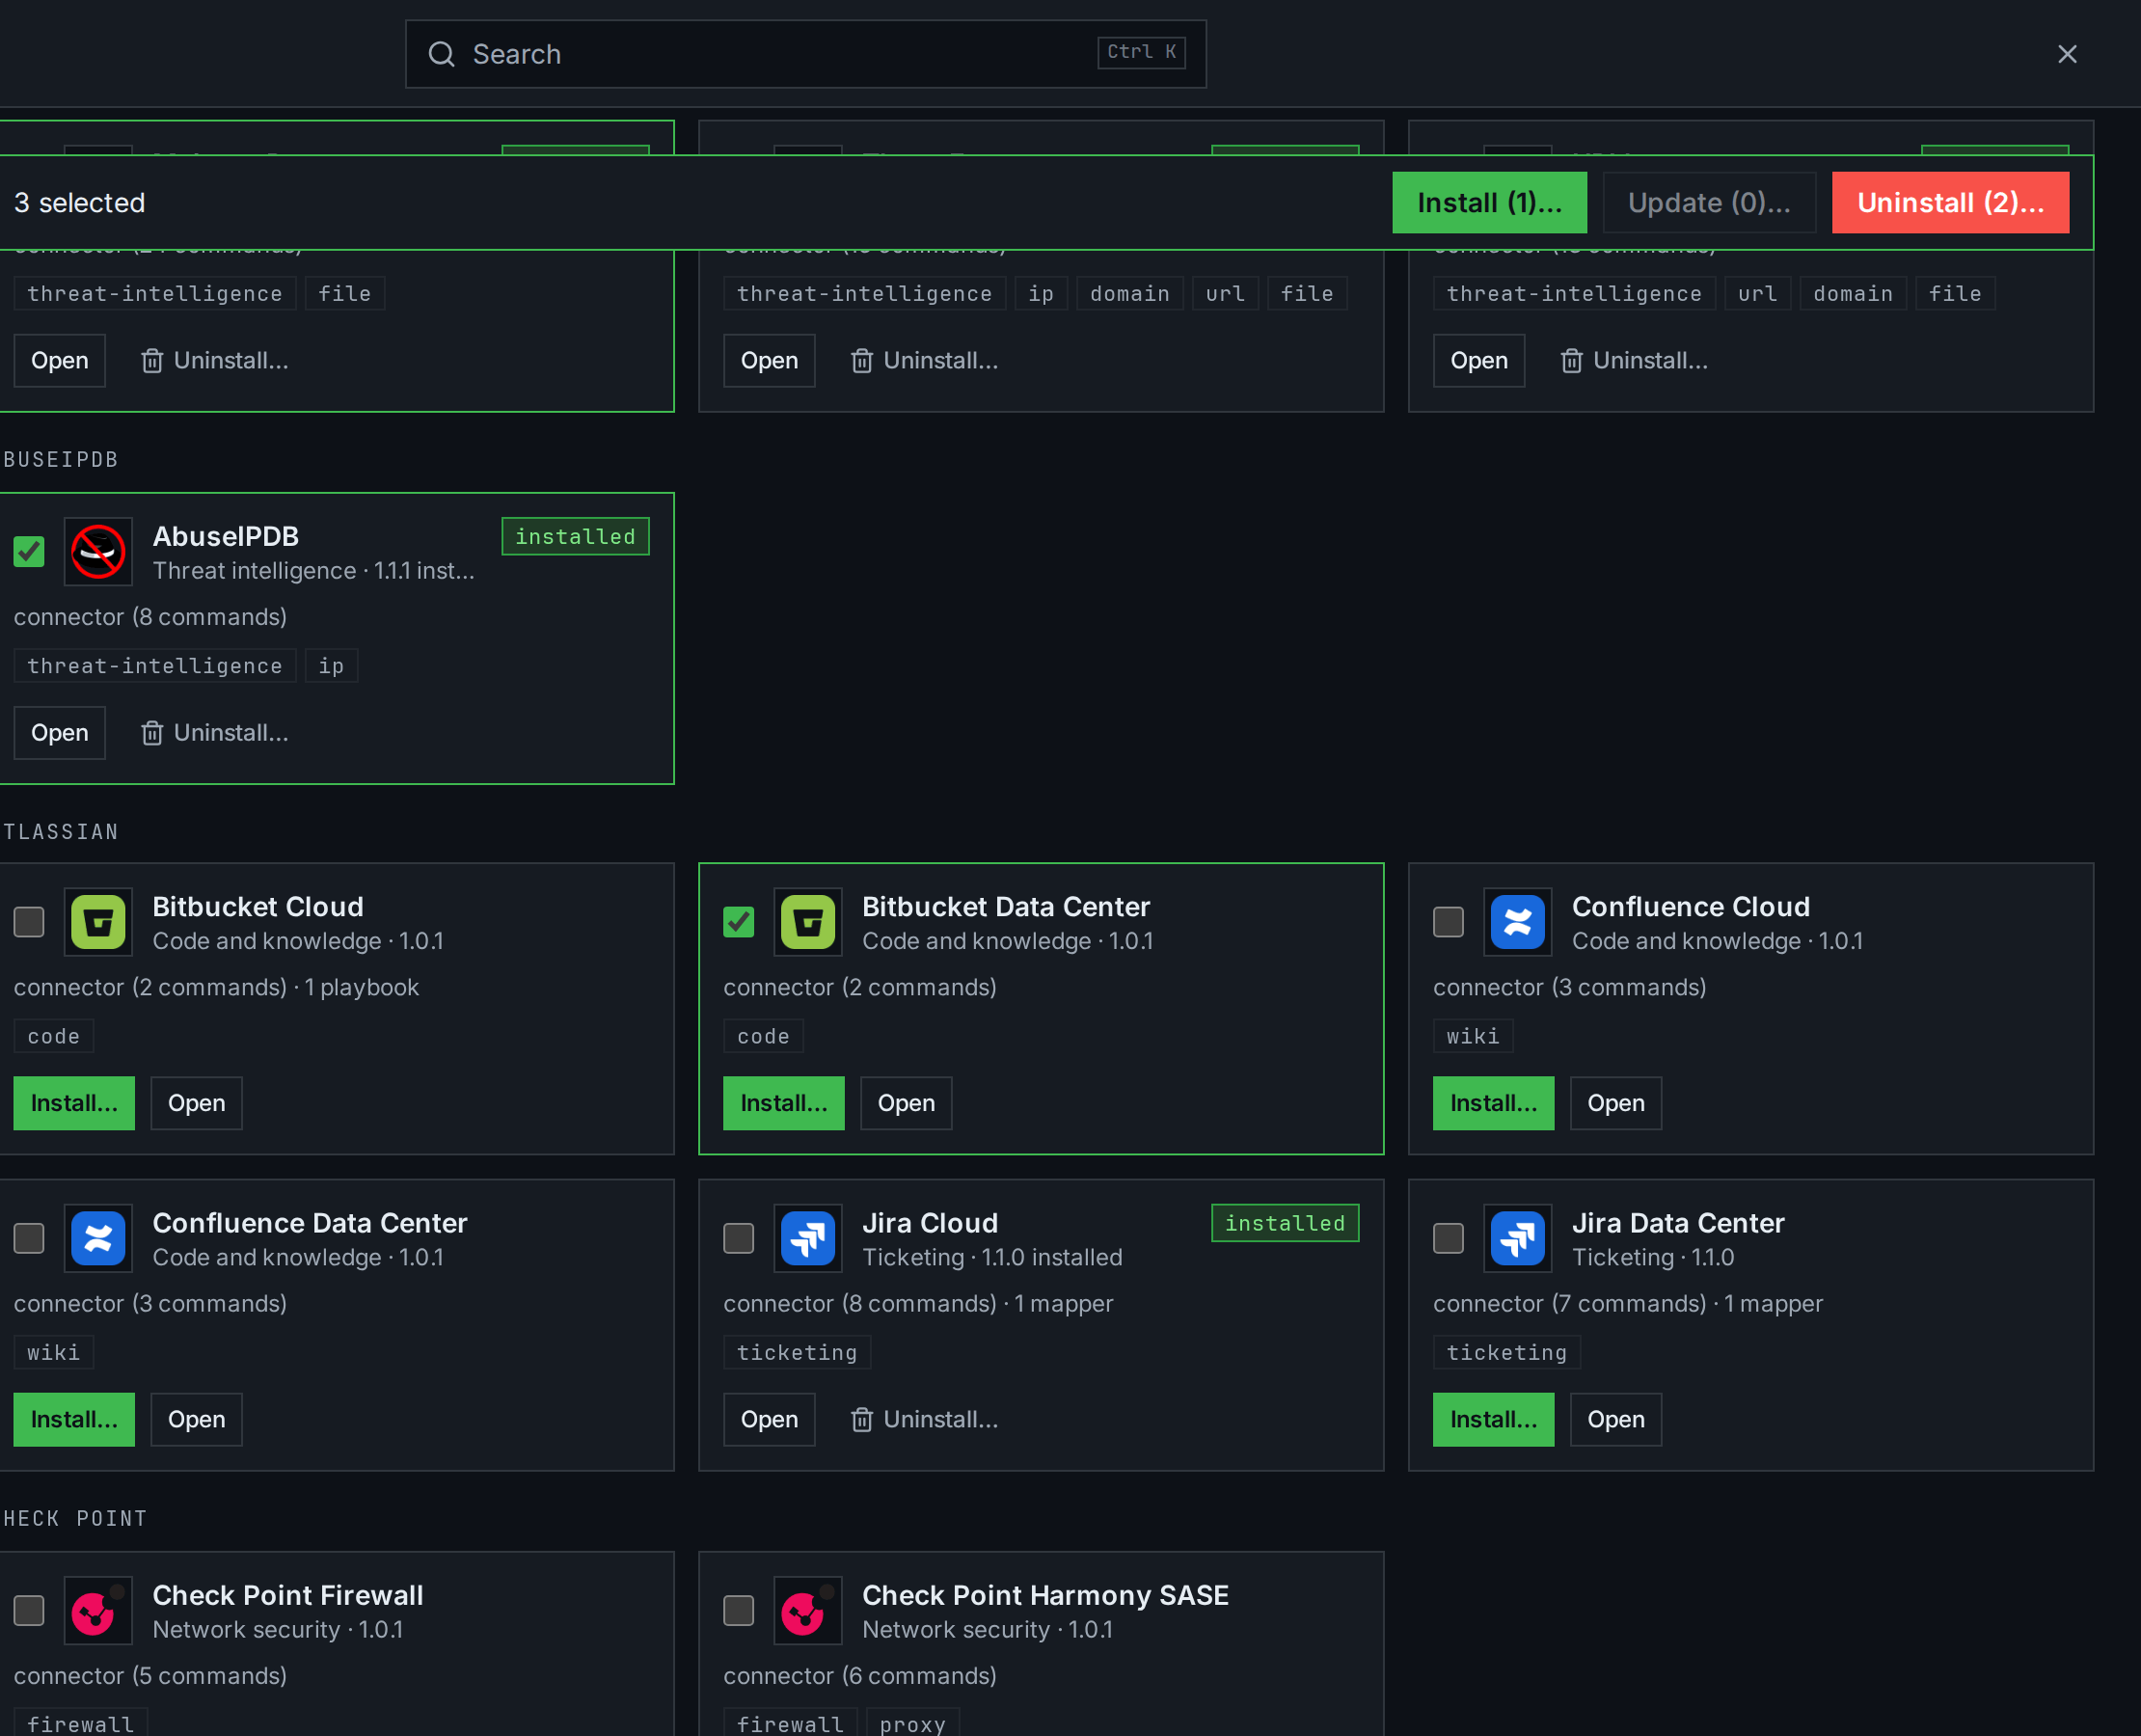 Search
Ctrl K
3 selected
Install (1)...
Update (0)...
Uninstall (2)...
threat-intelligence file
threat-intelligence ip domain url file
threat-intelligence url domain file
Open Uninstall...
Open Uninstall...
Open Uninstall...
BUSEIPDB
AbuseIPDB
installed
Threat intelligence · 1.1.1 inst...
connector (8 commands)
threat-intelligence ip
Open Uninstall...
TLASSIAN
Bitbucket Cloud
Code and knowledge · 1.0.1
connector (2 commands) · 1 playbook
code
Install... Open
Bitbucket Data Center
Code and knowledge · 1.0.1
connector (2 commands)
code
Install... Open
Confluence Cloud
Code and knowledge · 1.0.1
connector (3 commands)
wiki
Install... Open
Confluence Data Center
Code and knowledge · 1.0.1
connector (3 commands)
wiki
Install... Open
Jira Cloud
installed
Ticketing · 1.1.0 installed
connector (8 commands) · 1 mapper
ticketing
Open Uninstall...
Jira Data Center
Ticketing · 1.1.0
connector (7 commands) · 1 mapper
ticketing
Install... Open
HECK POINT
Check Point Firewall
Network security · 1.0.1
connector (5 commands)
firewall
Check Point Harmony SASE
Network security · 1.0.1
connector (6 commands)
firewall proxy